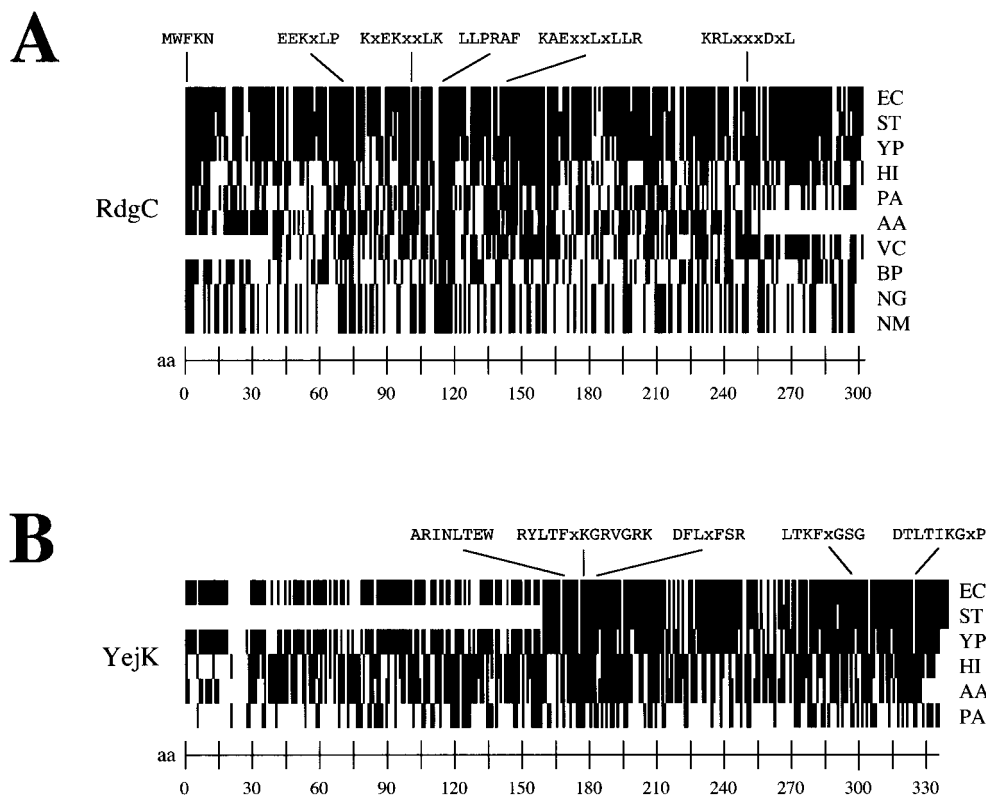 A
MWFKN EEKxLP KxEKxxLK LLPRAF KAExxLxLLR KRLxxxDxL
EC
ST
YP
HI
RdgC
PA
AA
VC
BP
NG
NM
aa
0 30 60 90 120 150 180 210 240 270 300
B
ARINLTEW RYLTFxKGRVGRK DFLxFSR LTKFxGSG DTLTIKGxP
EC
ST
YejK
YP
HI
AA
PA
aa
0 30 60 90 120 150 180 210 240 270 300 330